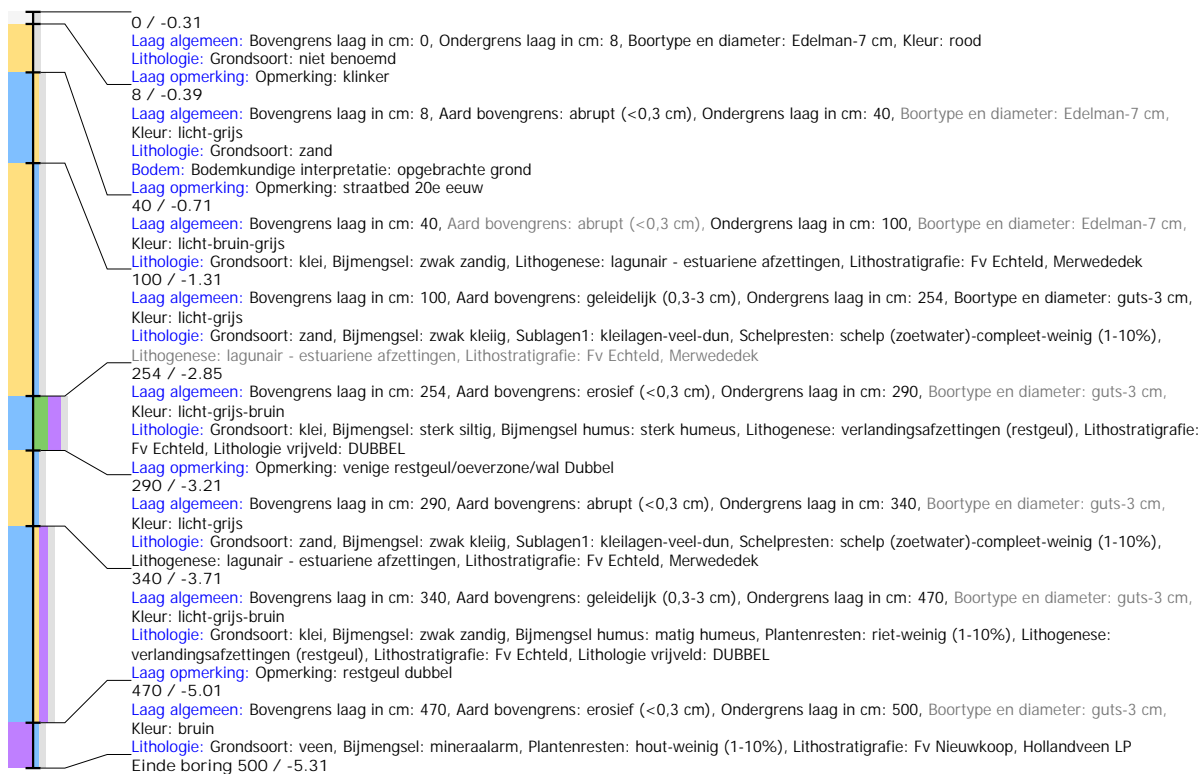 0 / -0.31
Laag algemeen: Bovengrens laag in cm: 0, Ondergrens laag in cm: 8, Boortype en diameter: Edelman-7 cm, Kleur: rood
Lithologie: Grondsoort: niet benoemd
Laag opmerking: Opmerking: klinker
8 / -0.39
Laag algemeen: Bovengrens laag in cm: 8, Aard bovengrens: abrupt (<0,3 cm), Ondergrens laag in cm: 40, Boortype en diameter: Edelman-7 cm,
Kleur: licht-grijs
Lithologie: Grondsoort: zand
Bodem: Bodemkundige interpretatie: opgebrachte grond
Laag opmerking: Opmerking: straatbed 20e eeuw
40 / -0.71
Laag algemeen: Bovengrens laag in cm: 40, Aard bovengrens: abrupt (<0,3 cm), Ondergrens laag in cm: 100, Boortype en diameter: Edelman-7 cm,
Kleur: licht-bruin-grijs
Lithologie: Grondsoort: klei, Bijmengsel: zwak zandig, Lithogenese: lagunair - estuariene afzettingen, Lithostratigrafie: Fv Echteld, Merwededek
100 / -1.31
Laag algemeen: Bovengrens laag in cm: 100, Aard bovengrens: geleidelijk (0,3-3 cm), Ondergrens laag in cm: 254, Boortype en diameter: guts-3 cm,
Kleur: licht-grijs
Lithologie: Grondsoort: zand, Bijmengsel: zwak kleiig, Sublagen1: kleilagen-veel-dun, Schelpresten: schelp (zoetwater)-compleet-weinig (1-10%),
Lithogenese: lagunair - estuariene afzettingen, Lithostratigrafie: Fv Echteld, Merwededek
254 / -2.85
Laag algemeen: Bovengrens laag in cm: 254, Aard bovengrens: erosief (<0,3 cm), Ondergrens laag in cm: 290, Boortype en diameter: guts-3 cm,
Kleur: licht-grijs-bruin
Lithologie: Grondsoort: klei, Bijmengsel: sterk siltig, Bijmengsel humus: sterk humeus, Lithogenese: verlandingsafzettingen (restgeul), Lithostratigrafie:
Fv Echteld, Lithologie vrijveld: DUBBEL
Laag opmerking: Opmerking: venige restgeul/oeverzone/wal Dubbel
290 / -3.21
Laag algemeen: Bovengrens laag in cm: 290, Aard bovengrens: abrupt (<0,3 cm), Ondergrens laag in cm: 340, Boortype en diameter: guts-3 cm,
Kleur: licht-grijs
Lithologie: Grondsoort: zand, Bijmengsel: zwak kleiig, Sublagen1: kleilagen-veel-dun, Schelpresten: schelp (zoetwater)-compleet-weinig (1-10%),
Lithogenese: lagunair - estuariene afzettingen, Lithostratigrafie: Fv Echteld, Merwededek
340 / -3.71
Laag algemeen: Bovengrens laag in cm: 340, Aard bovengrens: geleidelijk (0,3-3 cm), Ondergrens laag in cm: 470, Boortype en diameter: guts-3 cm,
Kleur: licht-grijs-bruin
Lithologie: Grondsoort: klei, Bijmengsel: zwak zandig, Bijmengsel humus: matig humeus, Plantenresten: riet-weinig (1-10%), Lithogenese:
verlandingsafzettingen (restgeul), Lithostratigrafie: Fv Echteld, Lithologie vrijveld: DUBBEL
Laag opmerking: Opmerking: restgeul dubbel
470 / -5.01
Laag algemeen: Bovengrens laag in cm: 470, Aard bovengrens: erosief (<0,3 cm), Ondergrens laag in cm: 500, Boortype en diameter: guts-3 cm,
Kleur: bruin
Lithologie: Grondsoort: veen, Bijmengsel: mineraalarm, Plantenresten: hout-weinig (1-10%), Lithostratigrafie: Fv Nieuwkoop, Hollandveen LP
Einde boring 500 / -5.31